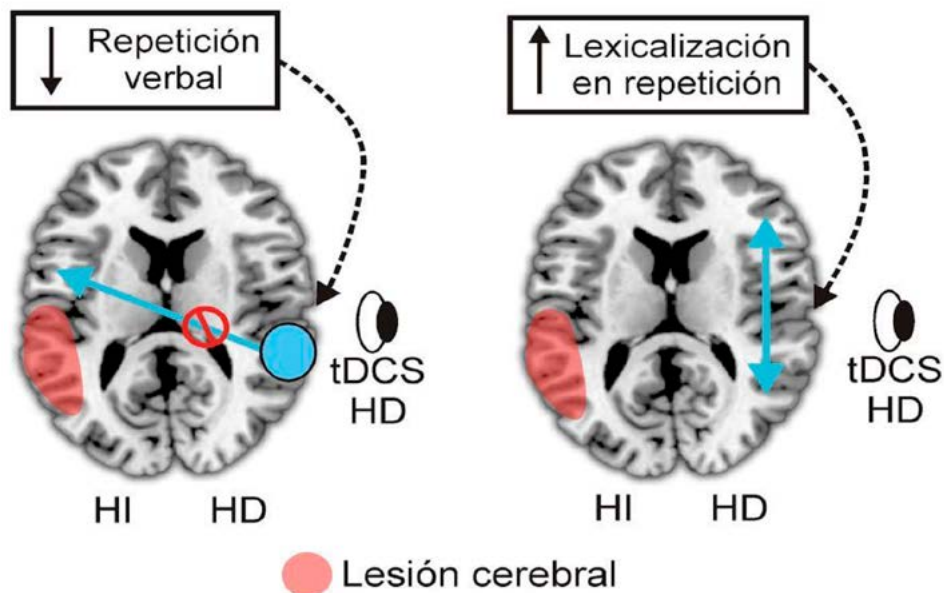 Repetición
verbal
Lexicalización
en repetición
tDCS
HD
tDCS
HD
HI HD
HI HD
Lesión cerebral